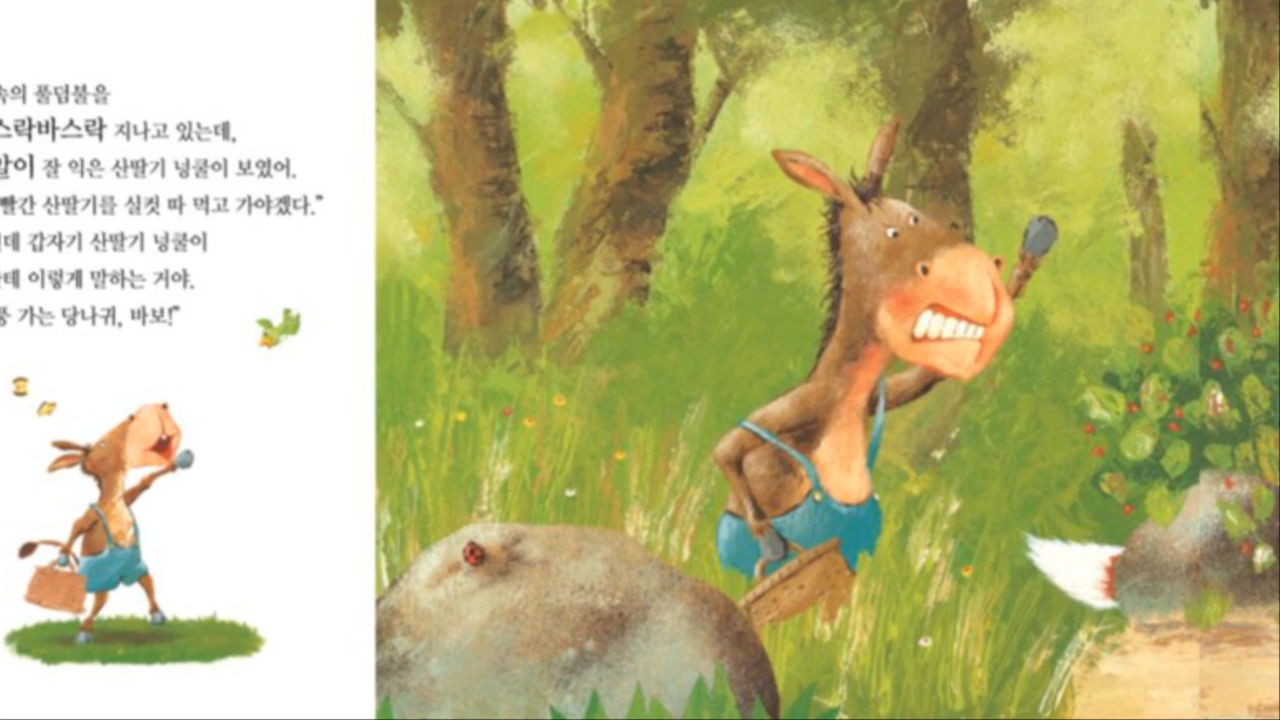 속의 풀덤불을
스락바스락 지나고 있는데,
말이 잘 익은 산딸기 넝쿨이 보였어.
빨간 산딸기를 실컷 따 먹고 가야겠다."
데 갑자기 산딸기 넝쿨이
테 이렇게 말하는 거야.
가는 당나귀, 바보!"